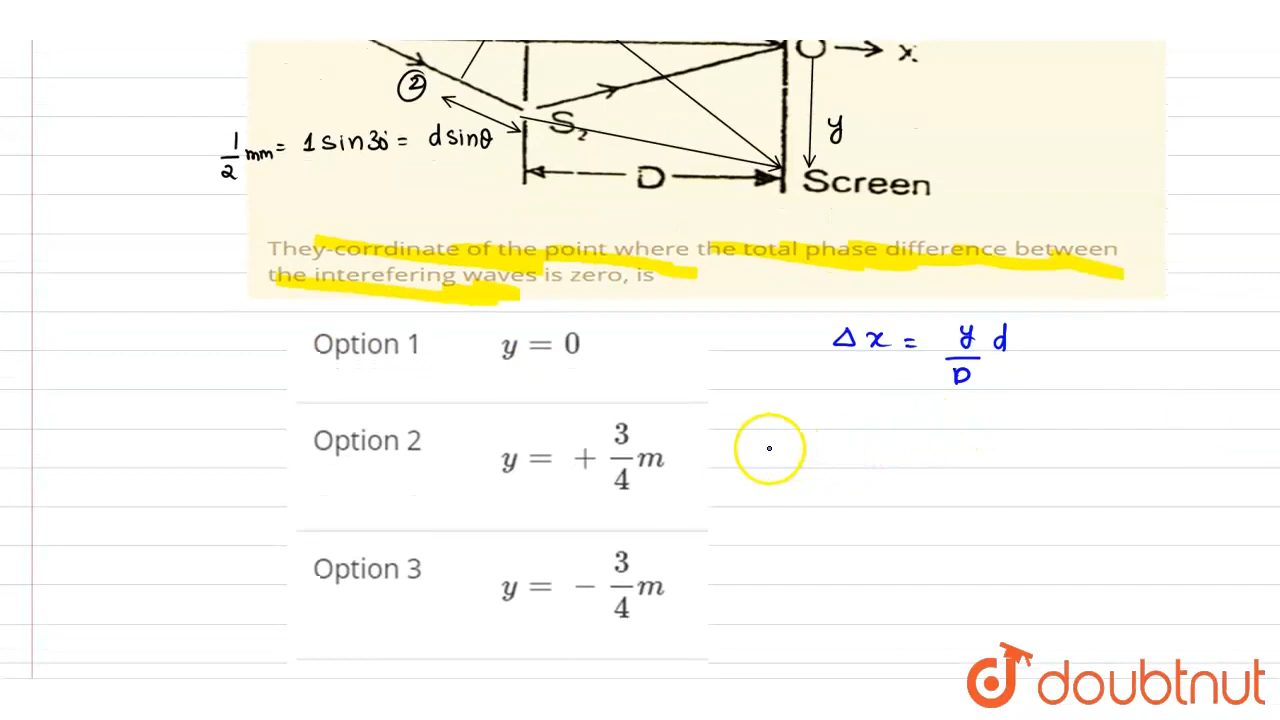 O → x
②
S₂
y
1/2 mm = 1 sin30° = d sinθ
D
Screen
They-corrdinate of the point where the total phase difference between
the interefering waves is zero, is
Option 1 y = 0
Δx = y/D d
Option 2 y = + 3/4 m
Option 3 y = - 3/4 m
doubtnut